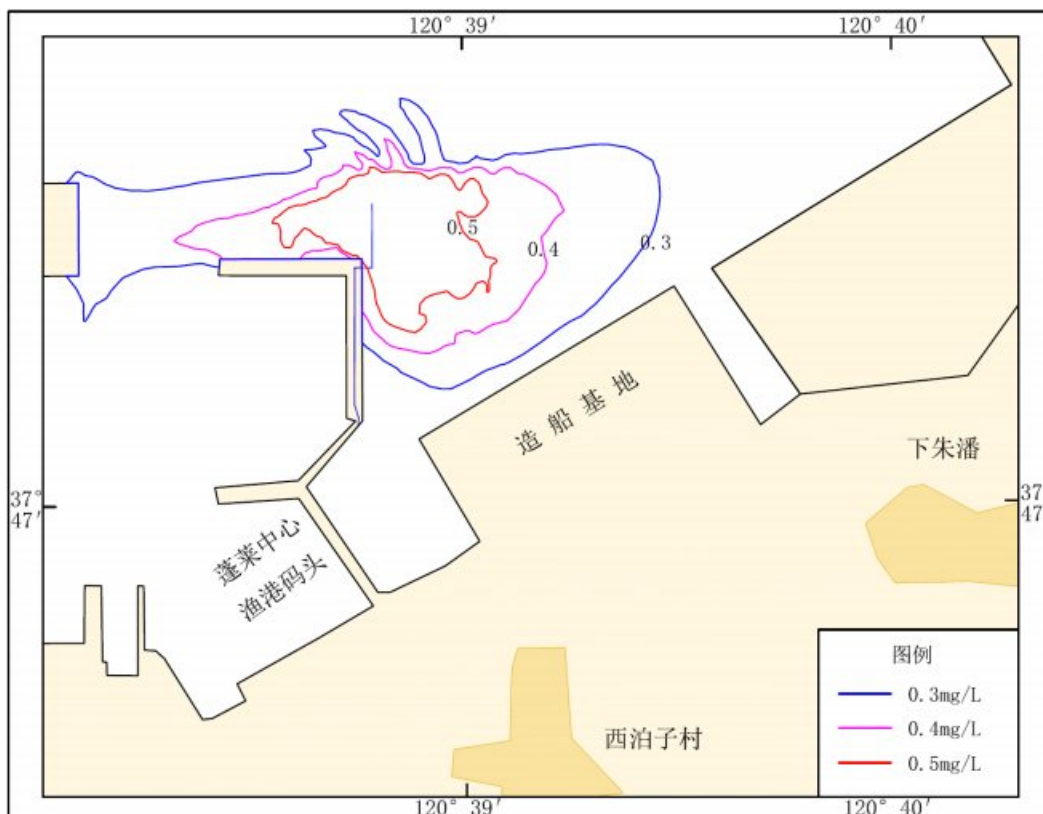 120° 39′
120° 40′
0.5
0.4
0.3
造船基地
下朱潘
37°
47′
37
47
蓬莱中心
渔港码头
图例
0.3mg/L
0.4mg/L
0.5mg/L
西泊子村
120° 39′
120° 40′